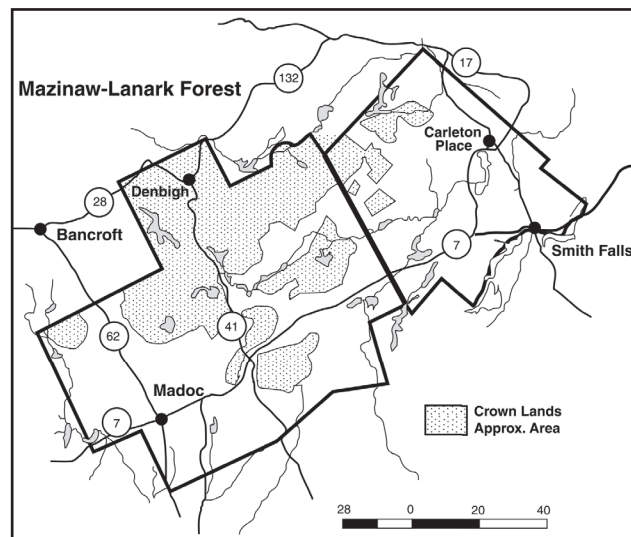 17
132
Mazinaw-Lanark Forest
Carleton
Place
Denbigh
28
Bancroft
7
Smith Falls
41
62
Madoc
7
Crown Lands
Approx. Area
28 0 20 40